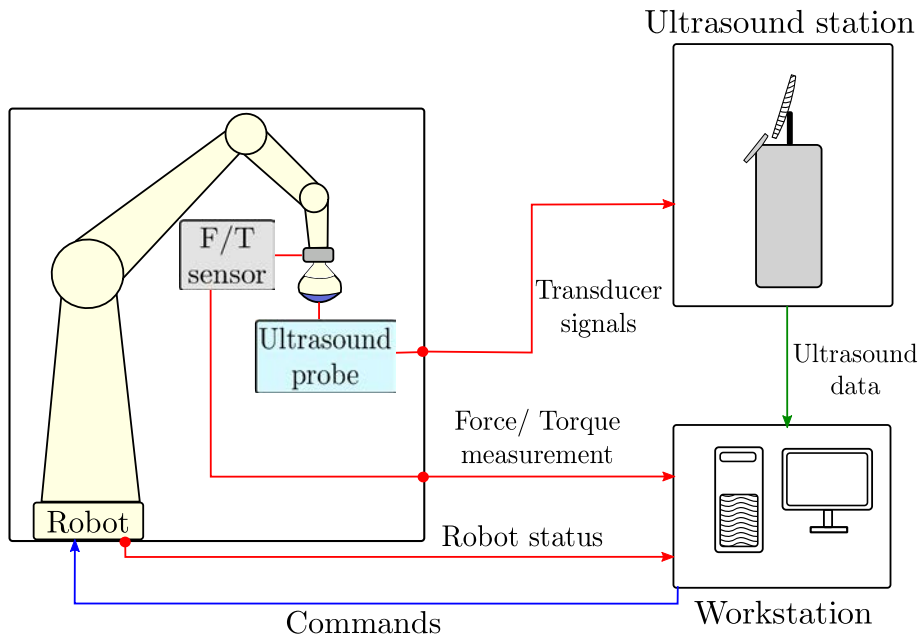 Ultrasound station
F/T
sensor
Transducer
signals
Ultrasound
probe
Ultrasound
data
Force/ Torque
measurement
Robot
Robot status
Workstation
Commands